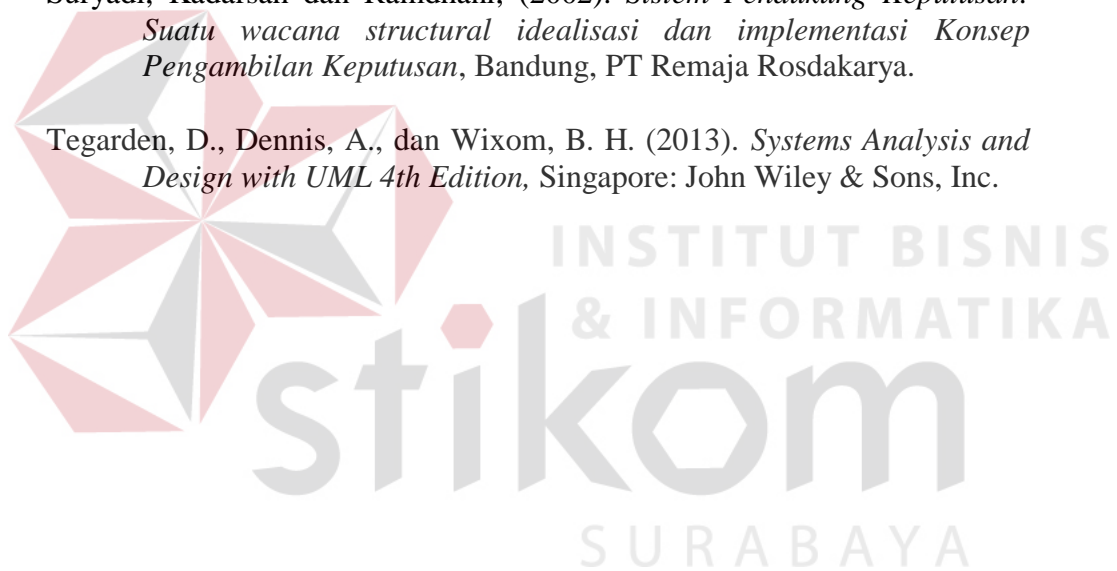 Suryadi, Kadarsah dan Ramdhani, (2002). Sistem Pendukung Keputusan:
Suatu wacana structural idealisasi dan implementasi Konsep
Pengambilan Keputusan, Bandung, PT Remaja Rosdakarya.
Tegarden, D., Dennis, A., dan Wixom, B. H. (2013). Systems Analysis and
Design with UML 4th Edition, Singapore: John Wiley & Sons, Inc.
INSTITUT BISNIS
& INFORMATIKA
stikom
SURABAYA